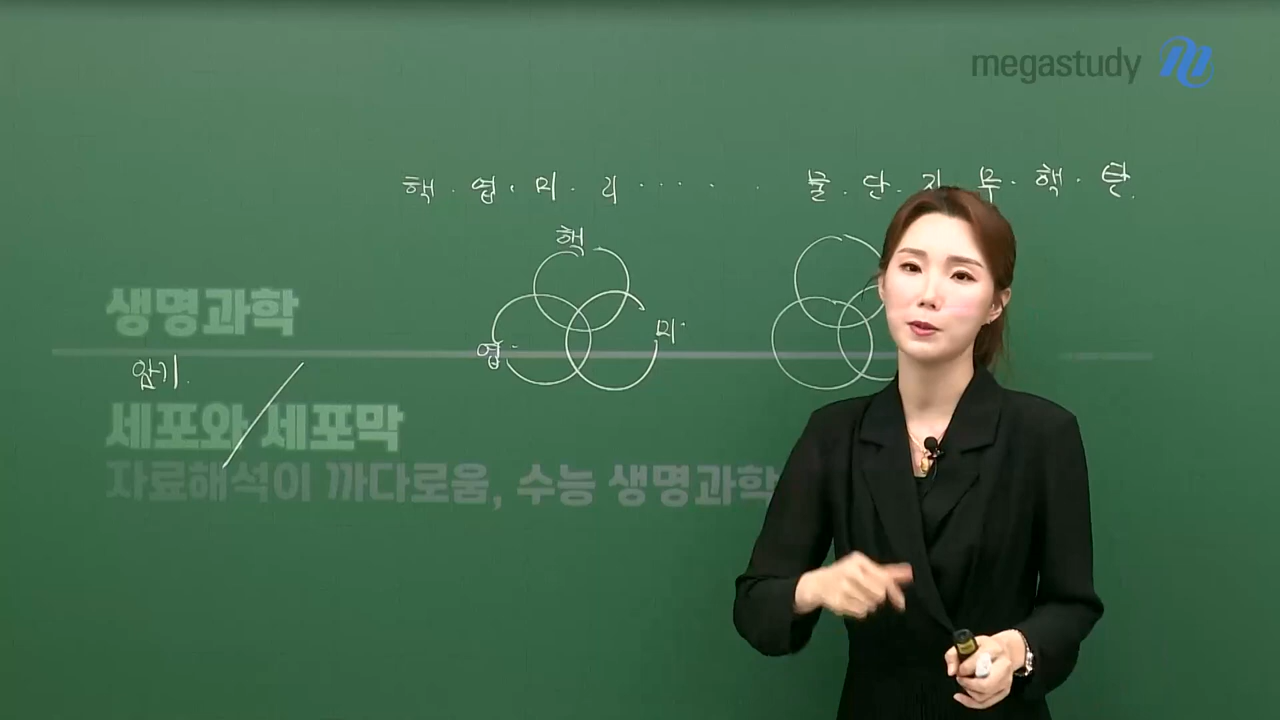 megastudy
핵 · 엽 · 미 · 리 · · · · ·
물 · 단 · 지 · 무 · 핵 · 탄.
핵
생명과학
미·
엽·
암기.
세포와 세포막
자료해석이 까다로움, 수능 생명과학